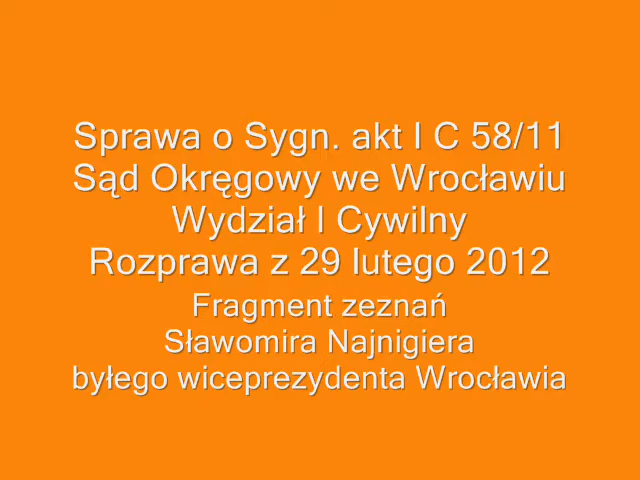 Sprawa o Sygn. akt I C 58/11
Sąd Okręgowy we Wrocławiu
Wydział I Cywilny
Rozprawa z 29 lutego 2012
Fragment zeznań
Sławomira Najnigiera
byłego wiceprezydenta Wrocławia